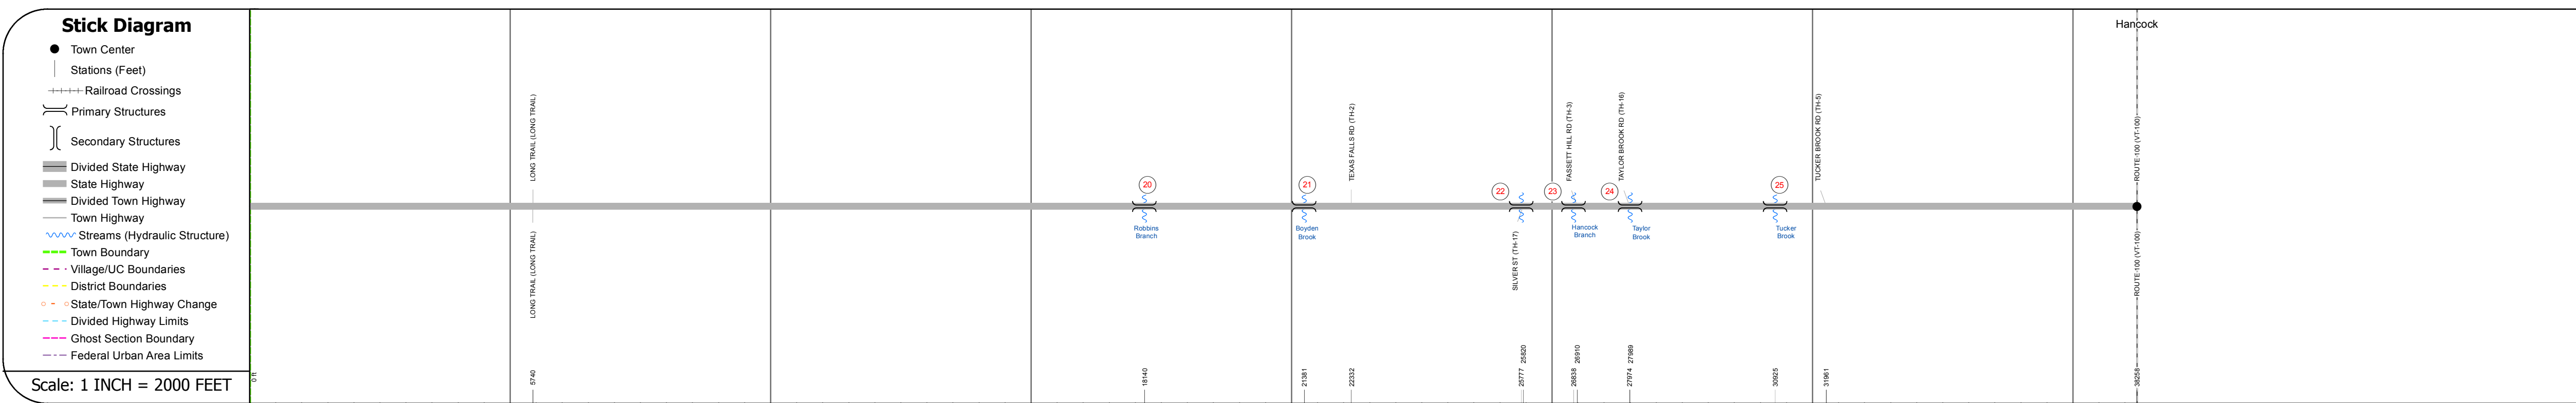 Stick Diagram
Town Center
Stations (Feet)
Railroad Crossings
Primary Structures
Secondary Structures
Divided State Highway
State Highway
Divided Town Highway
Town Highway
Streams (Hydraulic Structure)
Town Boundary
Village/UC Boundaries
District Boundaries
State/Town Highway Change
Divided Highway Limits
Ghost Section Boundary
Federal Urban Area Limits
Scale: 1 INCH = 2000 FEET
Hancock
LONG TRAIL (LONG TRAIL)
TEXAS FALLS RD (TH-2)
FASSETT HILL RD (TH-3)
TAYLOR BROOK RD (TH-16)
TUCKER BROOK RD (TH-5)
ROUTE-100 (VT-100)
20
21
22
23
24
25
Robbins
Branch
Boyden
Brook
Hancock
Branch
Taylor
Brook
Tucker
Brook
LONG TRAIL (LONG TRAIL)
SILVER ST (TH-17)
ROUTE-100 (VT-100)
0 ft
5740
18140
21381
22332
25777
25820
26838
26910
27974
27989
30925
31961
38258